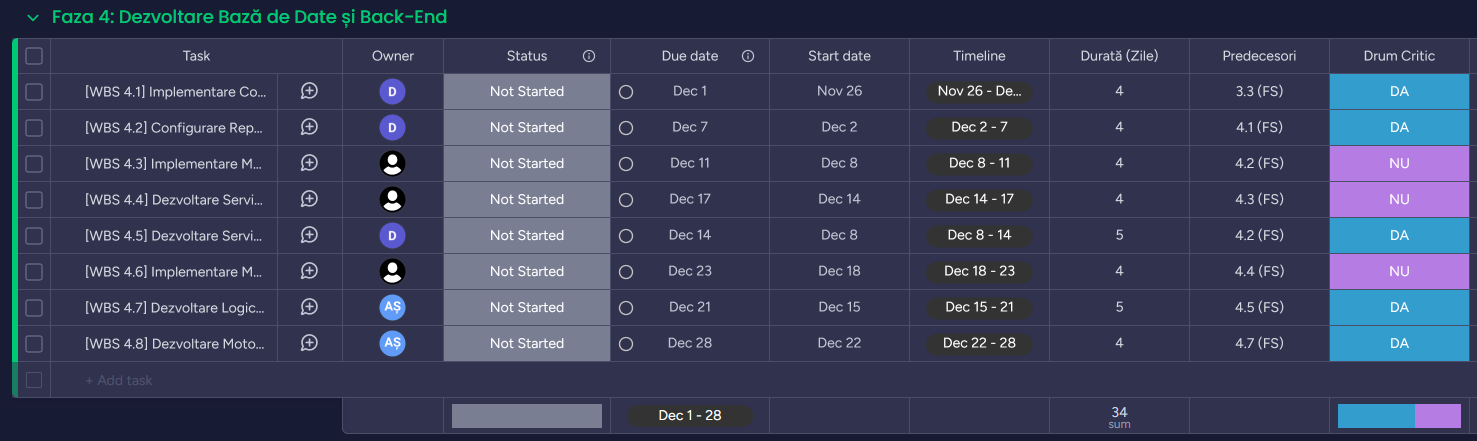 Faza 4: Dezvoltare Bază de Date și Back-End
Task Owner Status Due date Start date Timeline Durată (Zile) Predecesori Drum Critic
[WBS 4.1] Implementare Co... D Not Started Dec 1 Nov 26 Nov 26 - De... 4 3.3 (FS) DA
[WBS 4.2] Configurare Rep... D Not Started Dec 7 Dec 2 Dec 2 - 7 4 4.1 (FS) DA
[WBS 4.3] Implementare M... Not Started Dec 11 Dec 8 Dec 8 - 11 4 4.2 (FS) NU
[WBS 4.4] Dezvoltare Servi... Not Started Dec 17 Dec 14 Dec 14 - 17 4 4.3 (FS) NU
[WBS 4.5] Dezvoltare Servi... D Not Started Dec 14 Dec 8 Dec 8 - 14 5 4.2 (FS) DA
[WBS 4.6] Implementare M... Not Started Dec 23 Dec 18 Dec 18 - 23 4 4.4 (FS) NU
[WBS 4.7] Dezvoltare Logic... AȘ Not Started Dec 21 Dec 15 Dec 15 - 21 5 4.5 (FS) DA
[WBS 4.8] Dezvoltare Moto... AȘ Not Started Dec 28 Dec 22 Dec 22 - 28 4 4.7 (FS) DA
+ Add task
Dec 1 - 28 34
sum